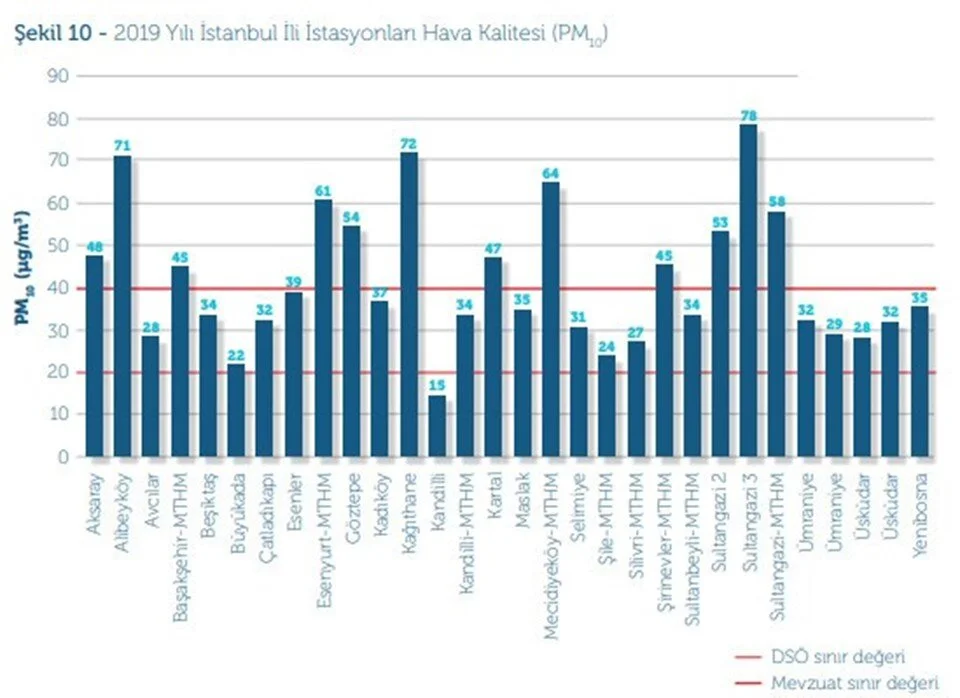 Şekil 10 - 2019 Yılı İstanbul İli İstasyonları Hava Kalitesi (PM₁₀)
PM₁₀ (µg/m³)
90
80
70
60
50
40
30
20
10
0
48
71
28
45
34
22
32
39
61
54
37
72
15
34
47
35
64
31
24
27
45
34
53
78
58
32
29
28
32
35
Aksaray
Alibeyköy
Avcılar
Başakşehir-MTHM
Beşiktaş
Büyükada
Çatladıkapı
Esenler
Esenyurt-MTHM
Göztepe
Kadıköy
Kağıthane
Kandilli
Kandilli-MTHM
Kartal
Maslak
Mecidiyeköy-MTHM
Selimiye
Şile-MTHM
Silivri-MTHM
Şirinevler-MTHM
Sultanbeyli-MTHM
Sultangazi 2
Sultangazi 3
Sultangazi-MTHM
Ümraniye
Ümraniye
Üsküdar
Üsküdar
Yenibosna
DSÖ sınır değeri
Mevzuat sınır değeri